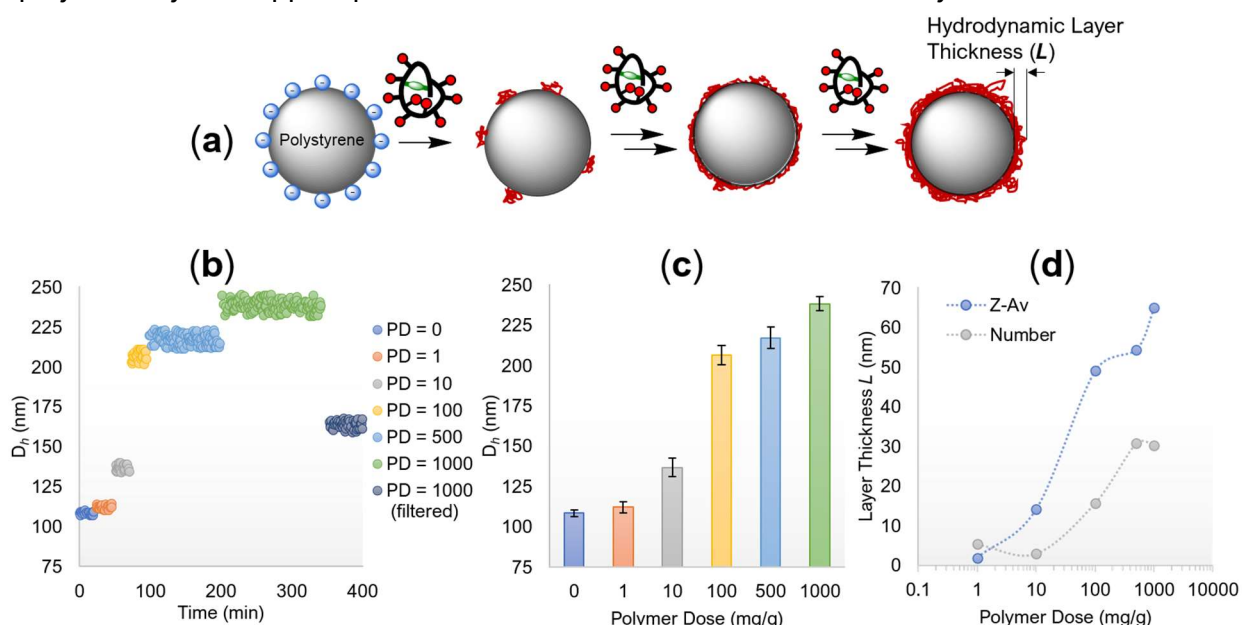 Hydrodynamic Layer
Thickness (L)
(a)
Polystyrene
- - - - - - - - - - - -
(b)
250
225
200
175
150
125
100
75
Dh (nm)
0 100 200 300 400
Time (min)
PD = 0
PD = 1
PD = 10
PD = 100
PD = 500
PD = 1000
PD = 1000
(filtered)
(c)
250
225
200
175
150
125
100
75
Dh (nm)
0 1 10 100 500 1000
Polymer Dose (mg/g)
(d)
70
60
50
40
30
20
10
0
Layer Thickness L (nm)
Z-Av
Number
0.1 1 10 100 1000 10000
Polymer Dose (mg/g)